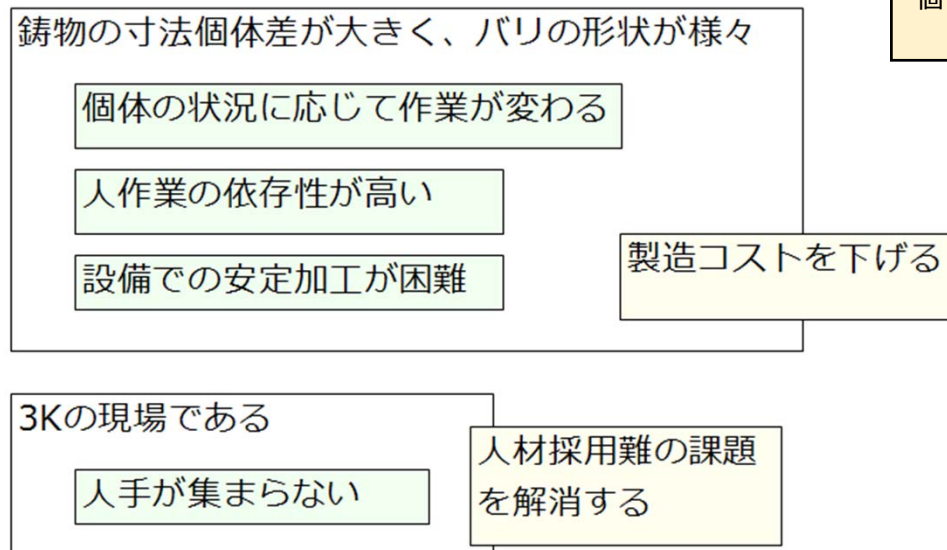 鋳物の寸法個体差が大きく、バリの形状が様々
個体の状況に応じて作業が変わる
人作業の依存性が高い
設備での安定加工が困難
製造コストを下げる
3Kの現場である
人手が集まらない
人材採用難の課題
を解消する